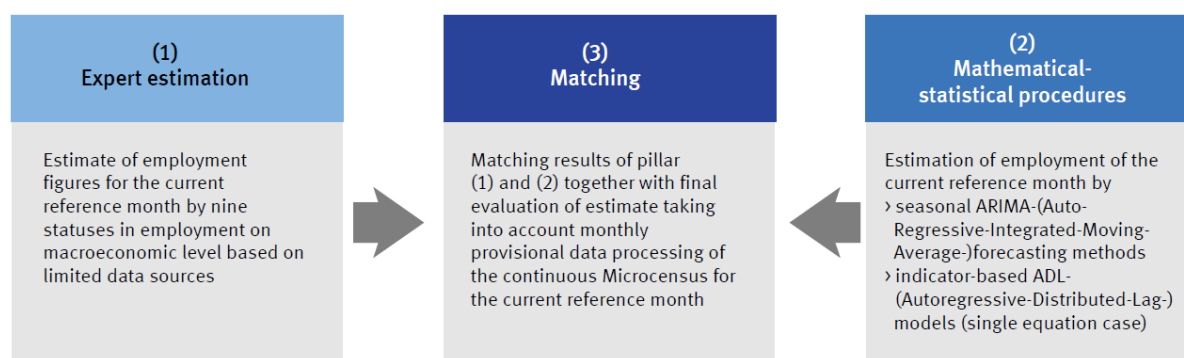 (1)
Expert estimation
Estimate of employment
figures for the current
reference month by nine
statuses in employment on
macroeconomic level based on
limited data sources
(3)
Matching
Matching results of pillar
(1) and (2) together with final
evaluation of estimate taking
into account monthly
provisional data processing of
the continuous Microcensus for
the current reference month
(2)
Mathematical-
statistical procedures
Estimation of employment of the
current reference month by
› seasonal ARIMA-(Auto-
Regressive-Integrated-Moving-
Average-)forecasting methods
› indicator-based ADL-
(Autoregressive-Distributed-Lag-)
models (single equation case)